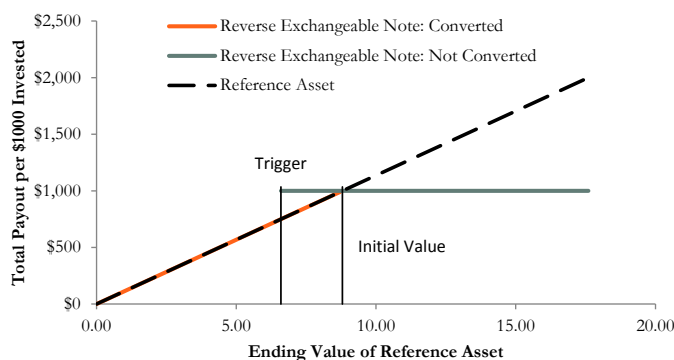 $2,500
Reverse Exchangeable Note: Converted
$2,000
Reverse Exchangeable Note: Not Converted
Reference Asset
$1,500
Trigger
$1,000
$500
Initial Value
$0
0.00 5.00 10.00 15.00 20.00
Ending Value of Reference Asset
Total Payout per $1000 Invested